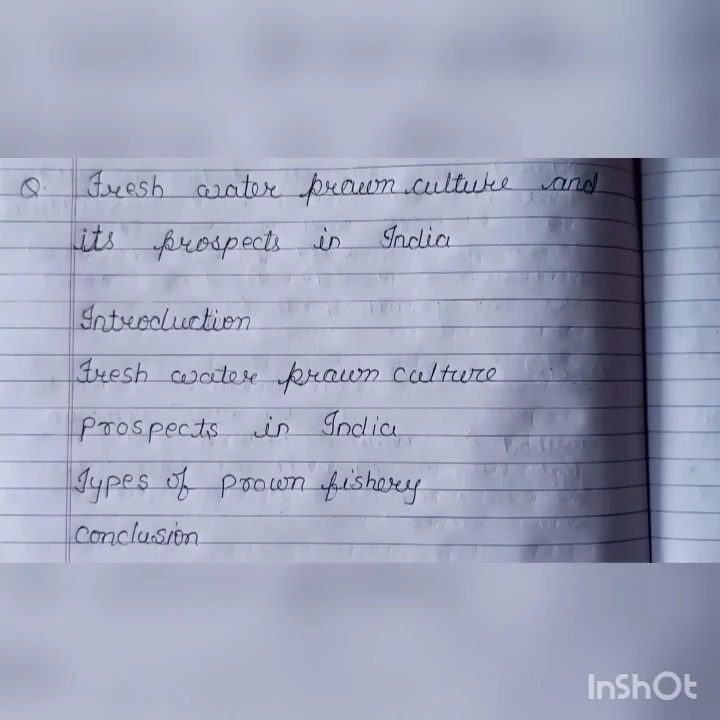 Q. Fresh water prawn culture and
its prospects in India
Introduction
Fresh water prawn culture
Prospects in India
Types of prown fishery
Conclusion
InShOt